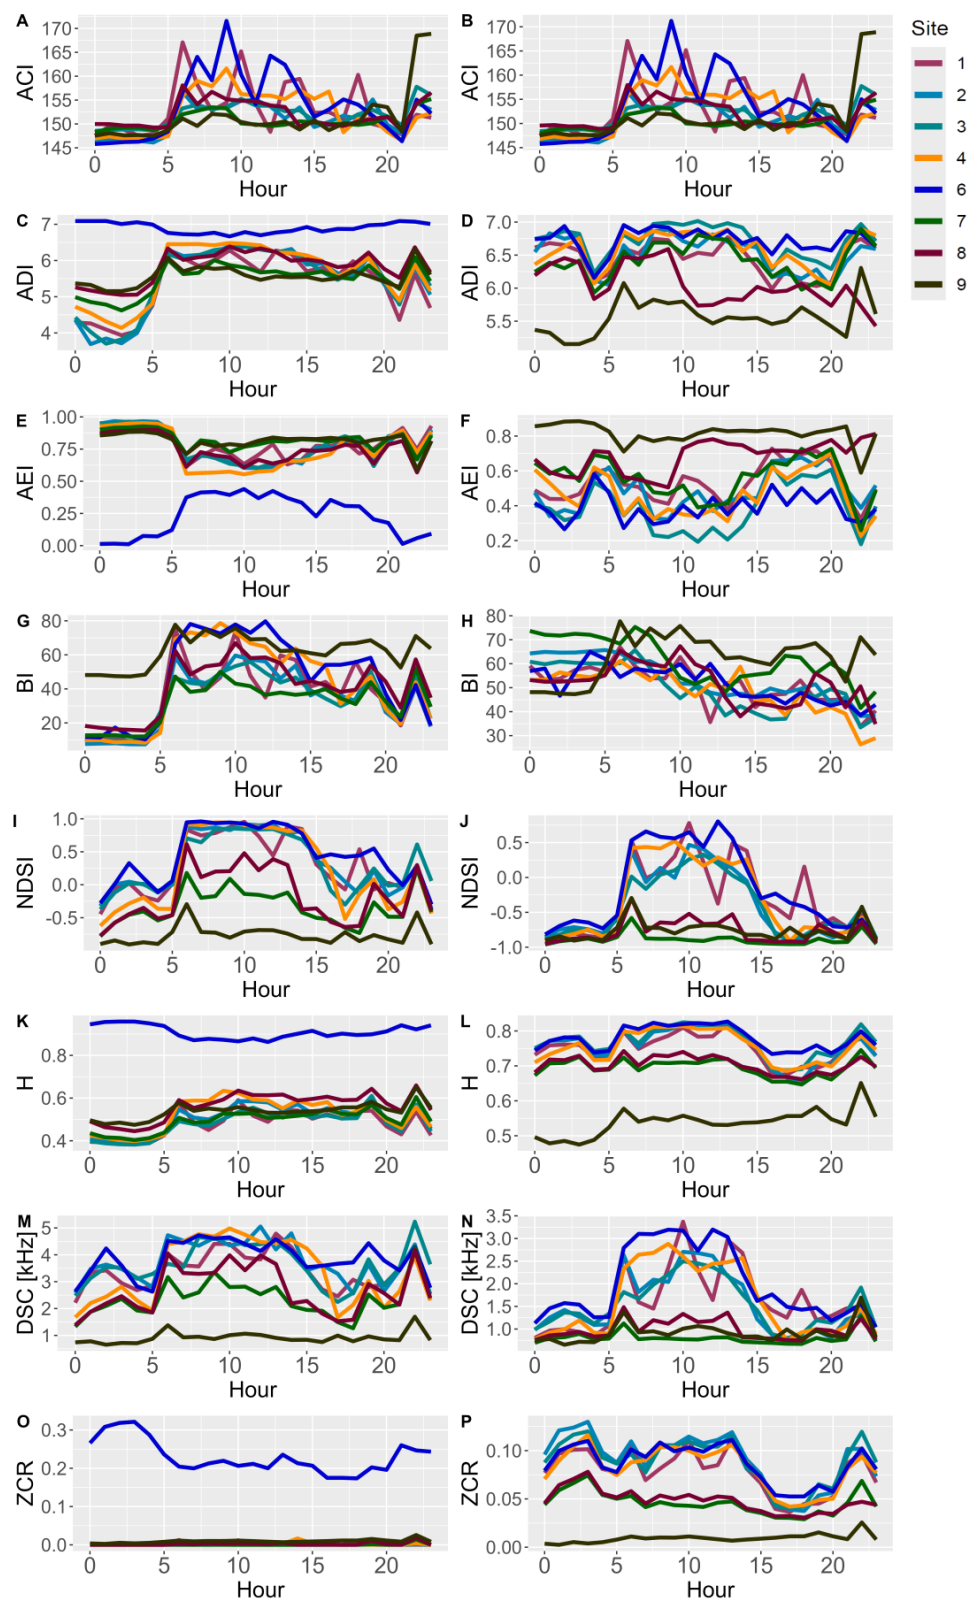 A
ACI
170
165
160
155
150
145
0 5 10 15 20
Hour
B
ACI
170
165
160
155
150
145
0 5 10 15 20
Hour
Site
1
2
3
4
6
7
8
9
C
ADI
7
6
5
4
0 5 10 15 20
Hour
D
ADI
7.0
6.5
6.0
5.5
0 5 10 15 20
Hour
E
AEI
1.00
0.75
0.50
0.25
0.00
0 5 10 15 20
Hour
F
AEI
0.8
0.6
0.4
0.2
0 5 10 15 20
Hour
G
BI
80
60
40
20
0 5 10 15 20
Hour
H
BI
80
70
60
50
40
30
0 5 10 15 20
Hour
I
NDSI
1.0
0.5
0.0
-0.5
0 5 10 15 20
Hour
J
NDSI
0.5
0.0
-0.5
-1.0
0 5 10 15 20
Hour
K
H
0.8
0.6
0.4
0 5 10 15 20
Hour
L
H
0.8
0.7
0.6
0.5
0 5 10 15 20
Hour
M
DSC [kHz]
5
4
3
2
1
0 5 10 15 20
Hour
N
DSC [kHz]
3.5
3.0
2.5
2.0
1.5
1.0
0 5 10 15 20
Hour
O
ZCR
0.3
0.2
0.1
0.0
0 5 10 15 20
Hour
P
ZCR
0.10
0.05
0.00
0 5 10 15 20
Hour